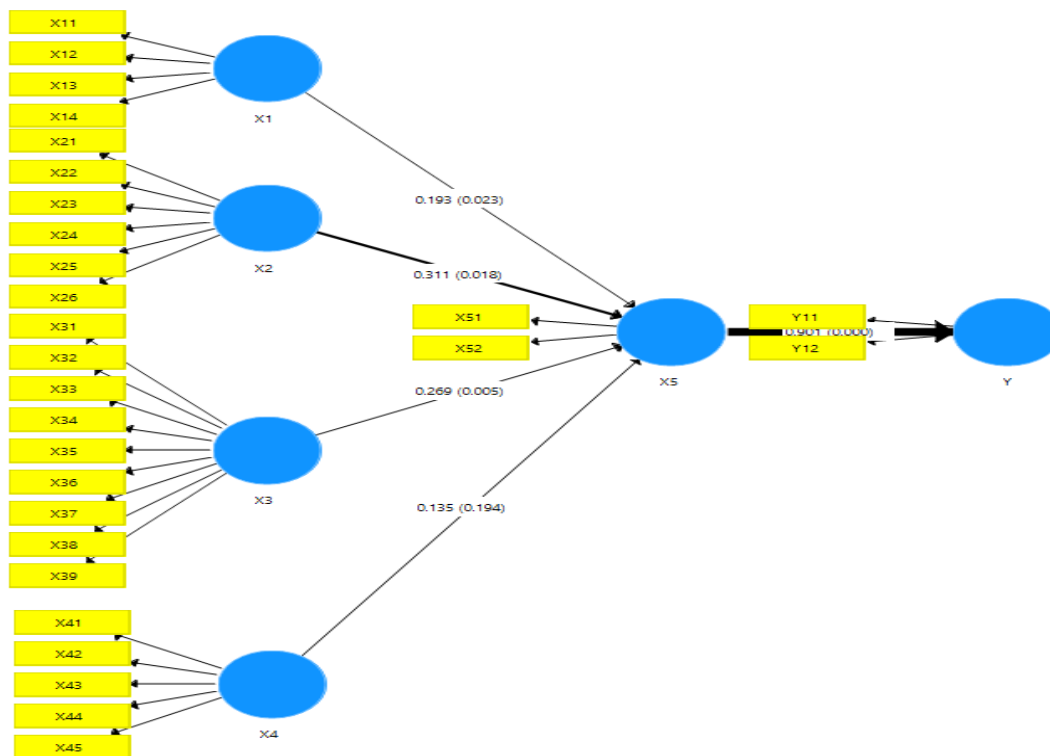 X11
X12
X13
X14
X1
X21
X22
X23
X24
X25
X26
X2
X31
X32
X33
X34
X35
X36
X37
X38
X39
X3
X41
X42
X43
X44
X45
X4
0.193 (0.023)
0.311 (0.018)
0.269 (0.005)
0.135 (0.194)
X51
X52
X5
0.901 (0.000)
Y11
Y12
Y